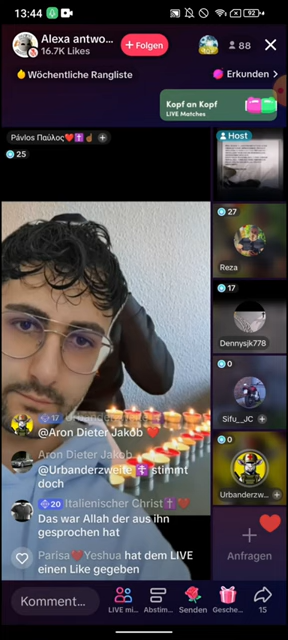 13:44
92
Alexa antwo...
16.7K Likes
+ Folgen
88
Wöchentliche Rangliste
Erkunden >
Kopf an Kopf
LIVE Matches
Pávlos Παύλος❤️✝️☝🏾 +
25
Host
27
Reza
17
Dennysjk778
0
Sifu_JC
0
Urbanderzw...
17
@Aron Dieter Jakob ❤️
Aron Dieter Jakob
@Urbanderzweite ✝️ stimmt
doch
20 Italienischer Christ ✝️❤️
Das war Allah der aus ihn
gesprochen hat
Parisa❤️Yeshua hat dem LIVE
einen Like gegeben
+
Anfragen
Komment...
LIVE mi...
Abstim...
Senden
Gesche...
15